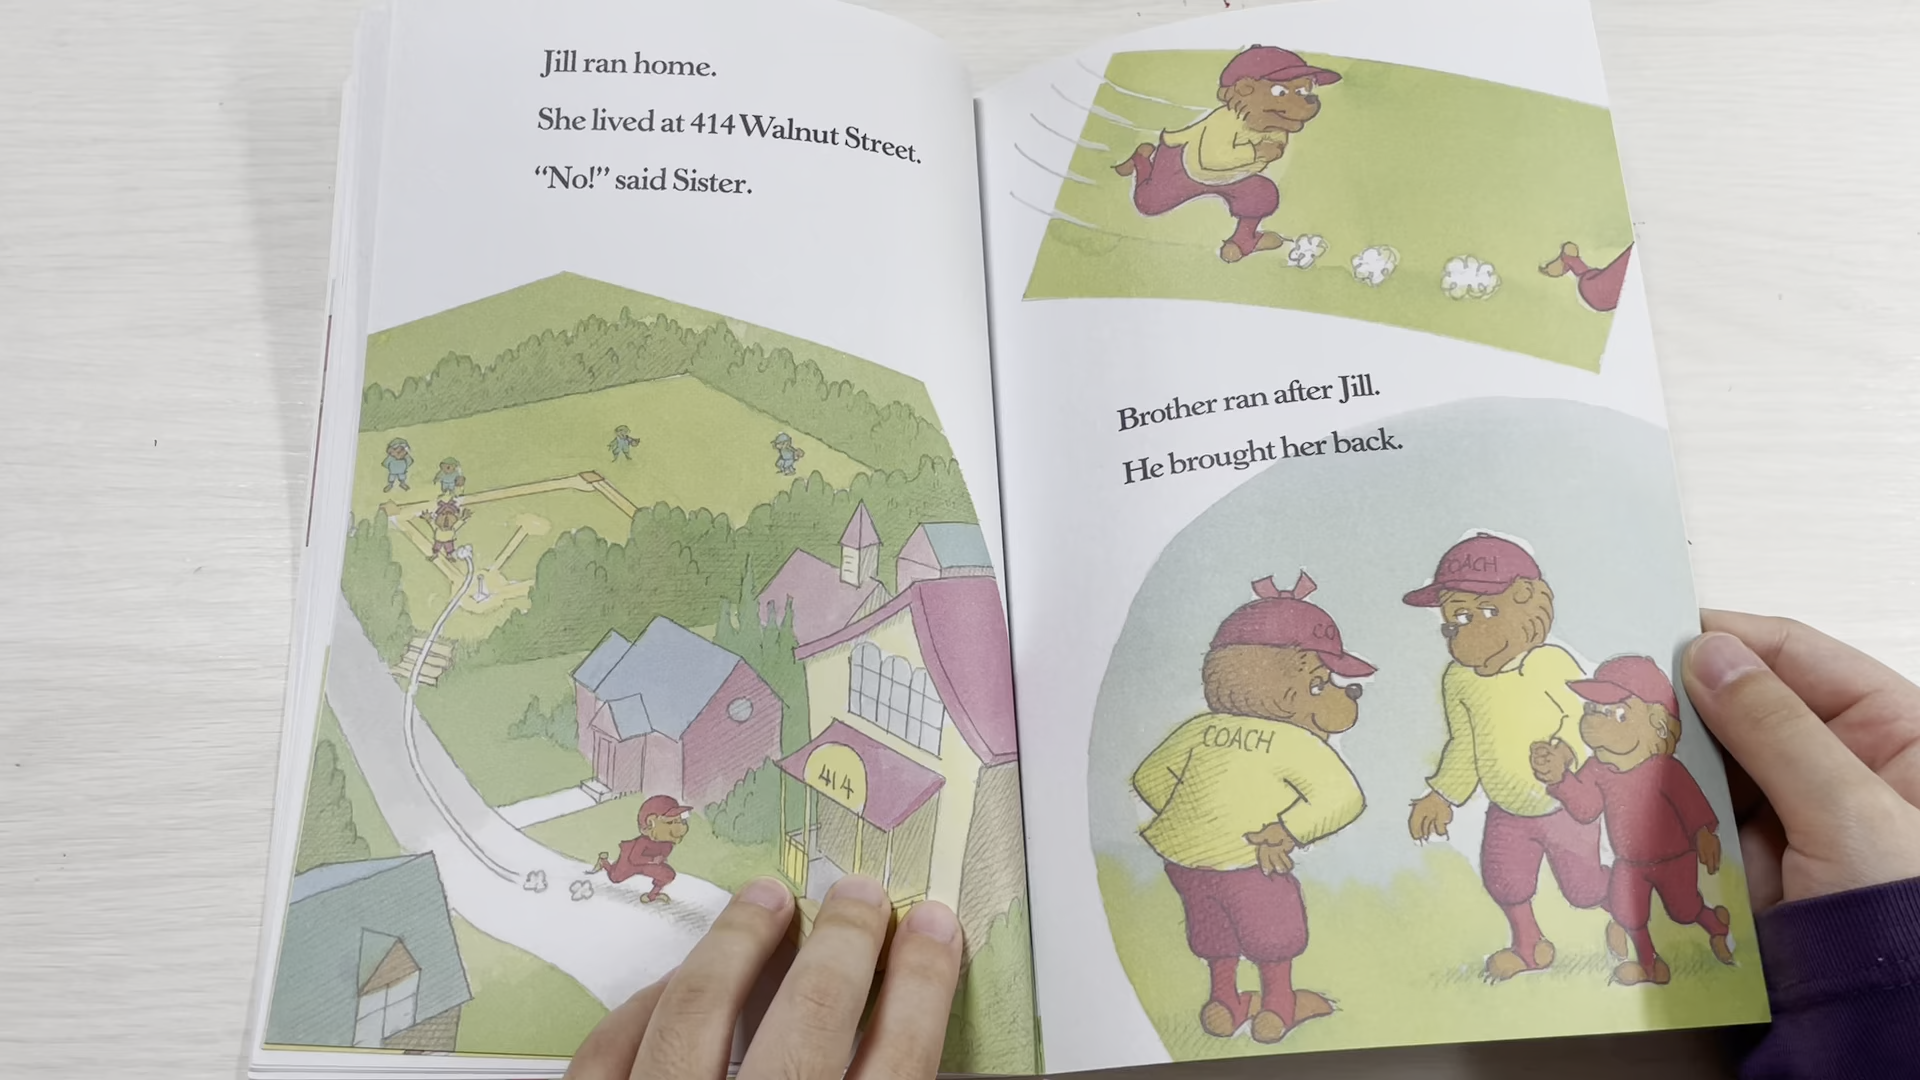 Jill ran home.
She lived at 414 Walnut Street.
“No!” said Sister.
414
Brother ran after Jill.
He brought her back.
COACH
CO
COACH